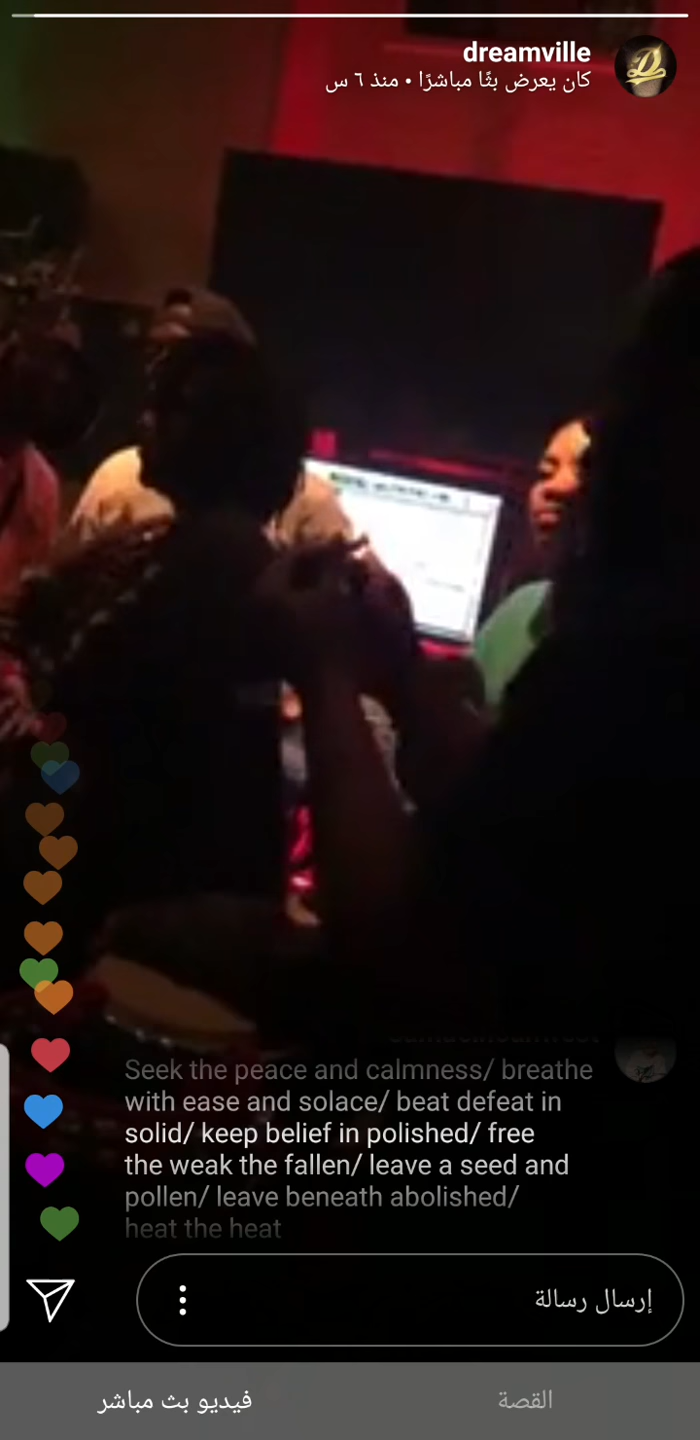 dreamville
كان يعرض بثًا مباشرًا • منذ ٦ س
Seek the peace and calmness/ breathe
with ease and solace/ beat defeat in
solid/ keep belief in polished/ free
the weak the fallen/ leave a seed and
pollen/ leave beneath abolished/
heat the heat
إرسال رسالة
القصة
فيديو بث مباشر